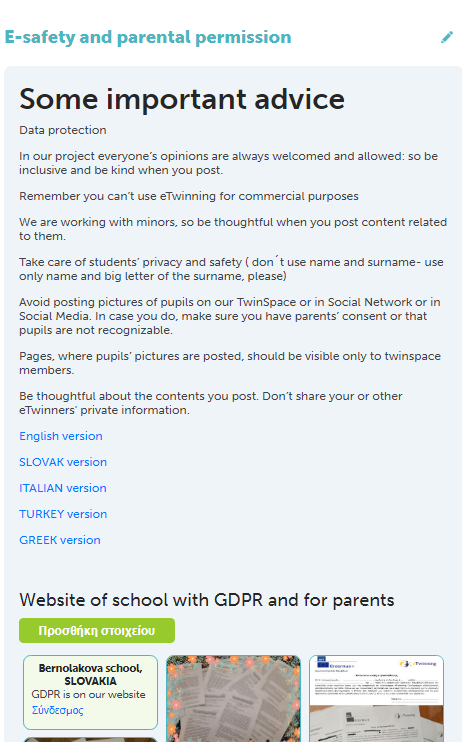 E-safety and parental permission
Some important advice
Data protection
In our project everyone's opinions are always welcomed and allowed: so be
inclusive and be kind when you post.
Remember you can't use eTwinning for commercial purposes
We are working with minors, so be thoughtful when you post content related
to them.
Take care of students' privacy and safety ( don´t use name and surname- use
only name and big letter of the surname, please)
Avoid posting pictures of pupils on our TwinSpace or in Social Network or in
Social Media. In case you do, make sure you have parents' consent or that
pupils are not recognizable.
Pages, where pupils' pictures are posted, should be visible only to twinspace
members.
Be thoughtful about the contents you post. Don't share your or other
eTwinners' private information.
English version
SLOVAK version
ITALIAN version
TURKEY version
GREEK version
Website of school with GDPR and for parents
Προσθήκη στοιχείου
Bernolakova school,
SLOVAKIA
GDPR is on our website
Σύνδεσμος
Erasmus+
eTwinning